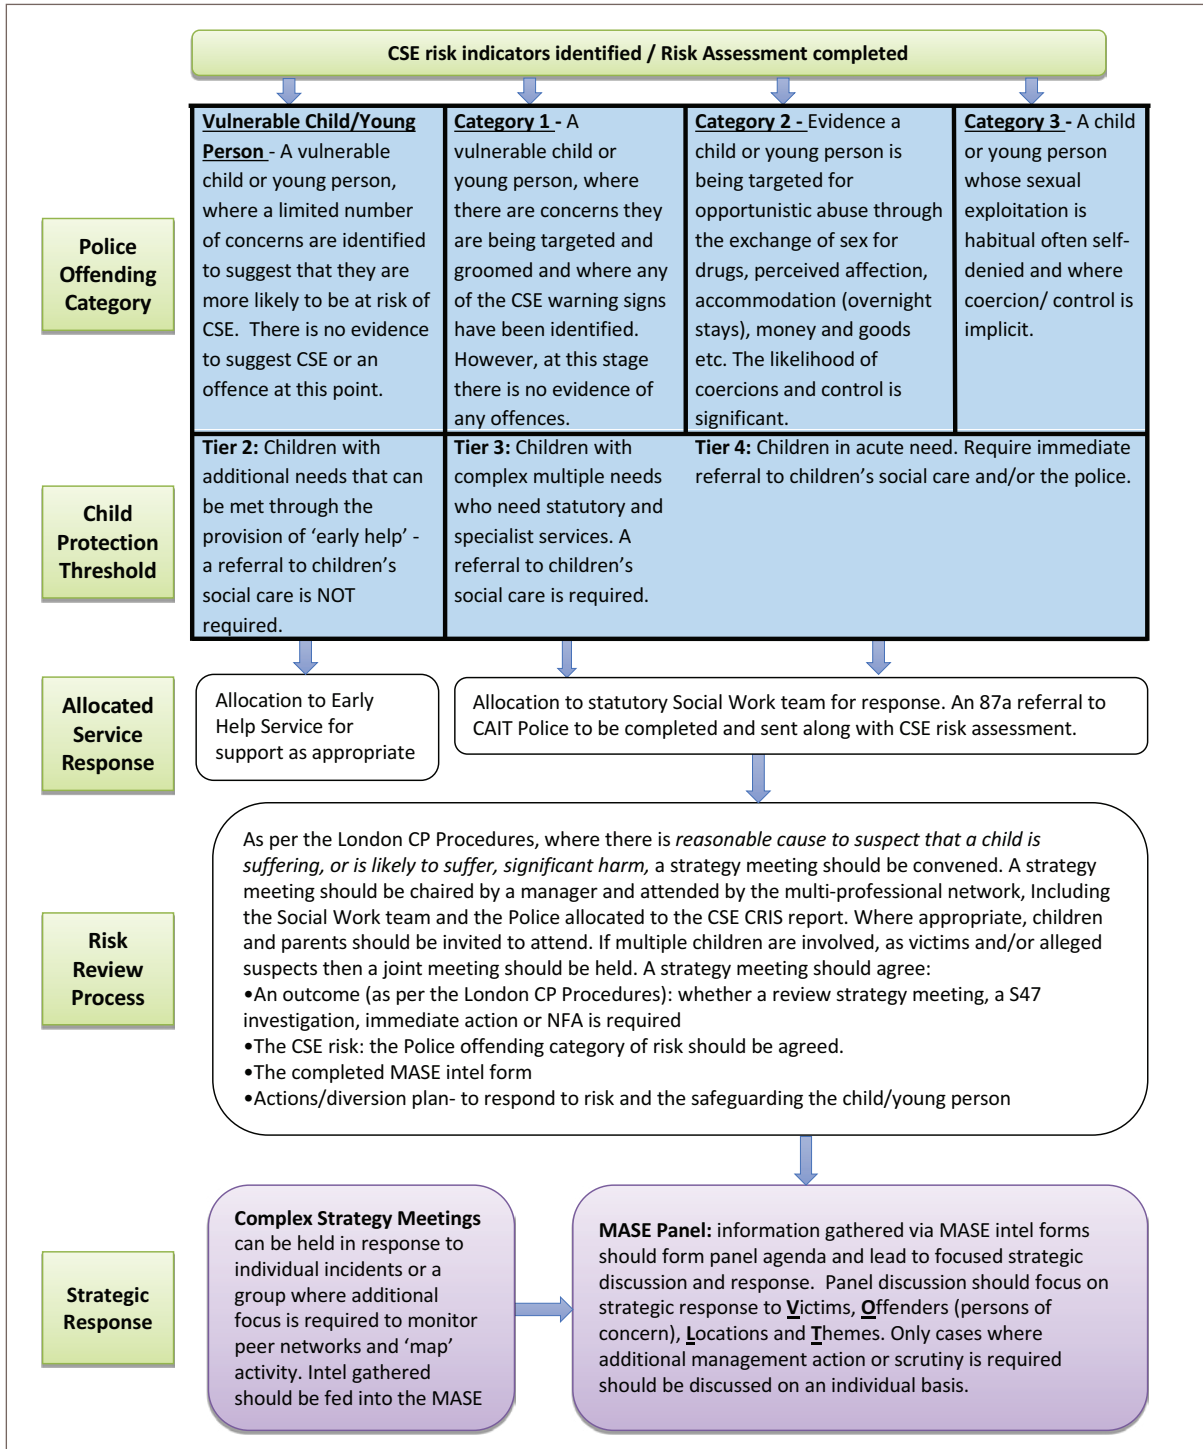 CSE risk indicators identified / Risk Assessment completed
Police
Offending
Category
Vulnerable Child/Young
Person - A vulnerable
child or young person,
where a limited number
of concerns are identified
to suggest that they are
more likely to be at risk of
CSE. There is no evidence
to suggest CSE or an
offence at this point.
Category 1 - A
vulnerable child or
young person, where
there are concerns they
are being targeted and
groomed and where any
of the CSE warning signs
have been identified.
However, at this stage
there is no evidence of
any offences.
Category 2 - Evidence a
child or young person is
being targeted for
opportunistic abuse through
the exchange of sex for
drugs, perceived affection,
accommodation (overnight
stays), money and goods
etc. The likelihood of
coercions and control is
significant.
Category 3 - A child
or young person
whose sexual
exploitation is
habitual often self-
denied and where
coercion/ control is
implicit.
Child
Protection
Threshold
Tier 2: Children with
additional needs that can
be met through the
provision of ‘early help’ -
a referral to children’s
social care is NOT
required.
Tier 3: Children with
complex multiple needs
who need statutory and
specialist services. A
referral to children’s
social care is required.
Tier 4: Children in acute need. Require immediate
referral to children’s social care and/or the police.
Allocated
Service
Response
Allocation to Early
Help Service for
support as appropriate
Allocation to statutory Social Work team for response. An 87a referral to
CAIT Police to be completed and sent along with CSE risk assessment.
Risk
Review
Process
As per the London CP Procedures, where there is reasonable cause to suspect that a child is
suffering, or is likely to suffer, significant harm, a strategy meeting should be convened. A strategy
meeting should be chaired by a manager and attended by the multi-professional network, Including
the Social Work team and the Police allocated to the CSE CRIS report. Where appropriate, children
and parents should be invited to attend. If multiple children are involved, as victims and/or alleged
suspects then a joint meeting should be held. A strategy meeting should agree:
•An outcome (as per the London CP Procedures): whether a review strategy meeting, a S47
investigation, immediate action or NFA is required
•The CSE risk: the Police offending category of risk should be agreed.
•The completed MASE intel form
•Actions/diversion plan- to respond to risk and the safeguarding the child/young person
Strategic
Response
Complex Strategy Meetings
can be held in response to
individual incidents or a
group where additional
focus is required to monitor
peer networks and ‘map’
activity. Intel gathered
should be fed into the MASE
MASE Panel: information gathered via MASE intel forms
should form panel agenda and lead to focused strategic
discussion and response. Panel discussion should focus on
strategic response to Victims, Offenders (persons of
concern), Locations and Themes. Only cases where
additional management action or scrutiny is required
should be discussed on an individual basis.